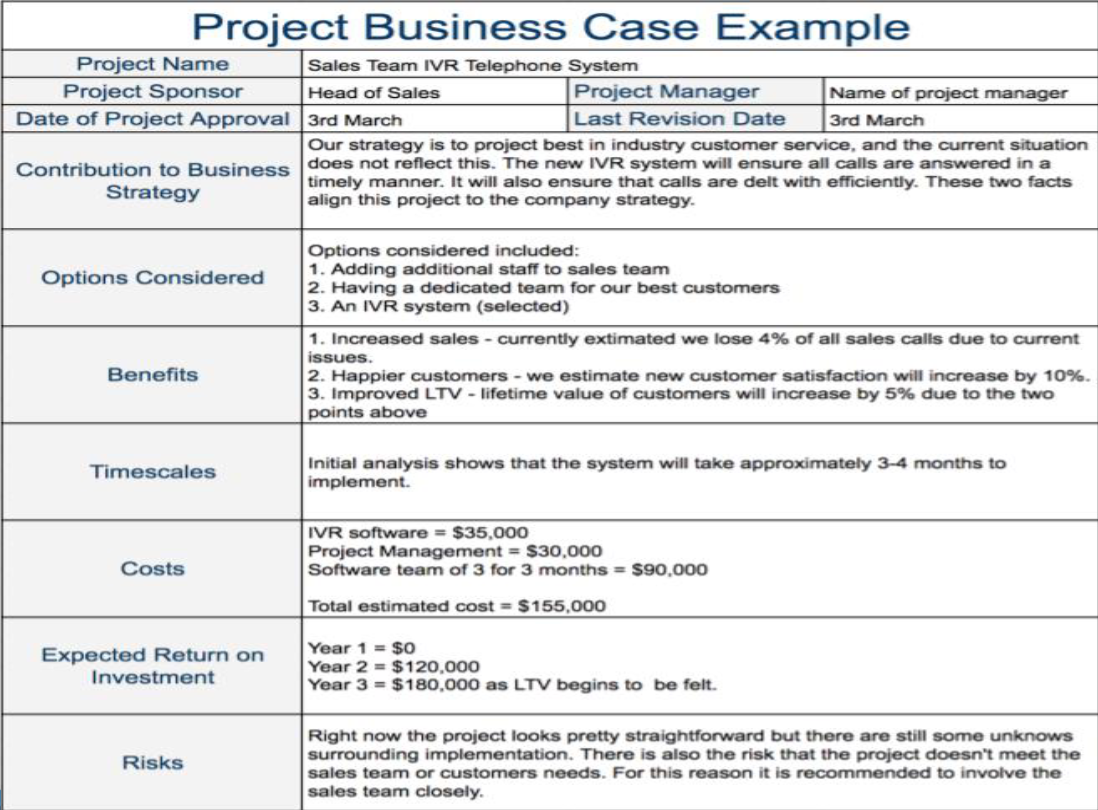 Project Business Case Example
Project Name
Sales Team IVR Telephone System
Project Sponsor
Head of Sales
Project Manager
Name of project manager
Date of Project Approval
3rd March
Last Revision Date
3rd March
Contribution to Business
Strategy
Our strategy is to project best in industry customer service, and the current situation
does not reflect this. The new IVR system will ensure all calls are answered in a
timely manner. It will also ensure that calls are delt with efficiently. These two facts
align this project to the company strategy.
Options Considered
Options considered included:
1. Adding additional staff to sales team
2. Having a dedicated team for our best customers
3. An IVR system (selected)
Benefits
1. Increased sales - currently extimated we lose 4% of all sales calls due to current
issues.
2. Happier customers - we estimate new customer satisfaction will increase by 10%.
3. Improved LTV - lifetime value of customers will increase by 5% due to the two
points above
Timescales
Initial analysis shows that the system will take approximately 3-4 months to
implement.
Costs
IVR software = $35,000
Project Management = $30,000
Software team of 3 for 3 months = $90,000
Total estimated cost = $155,000
Expected Return on
Investment
Year 1 = $0
Year 2 = $120,000
Year 3 = $180,000 as LTV begins to be felt.
Risks
Right now the project looks pretty straightforward but there are still some unknows
surrounding implementation. There is also the risk that the project doesn't meet the
sales team or customers needs. For this reason it is recommended to involve the
sales team closely.